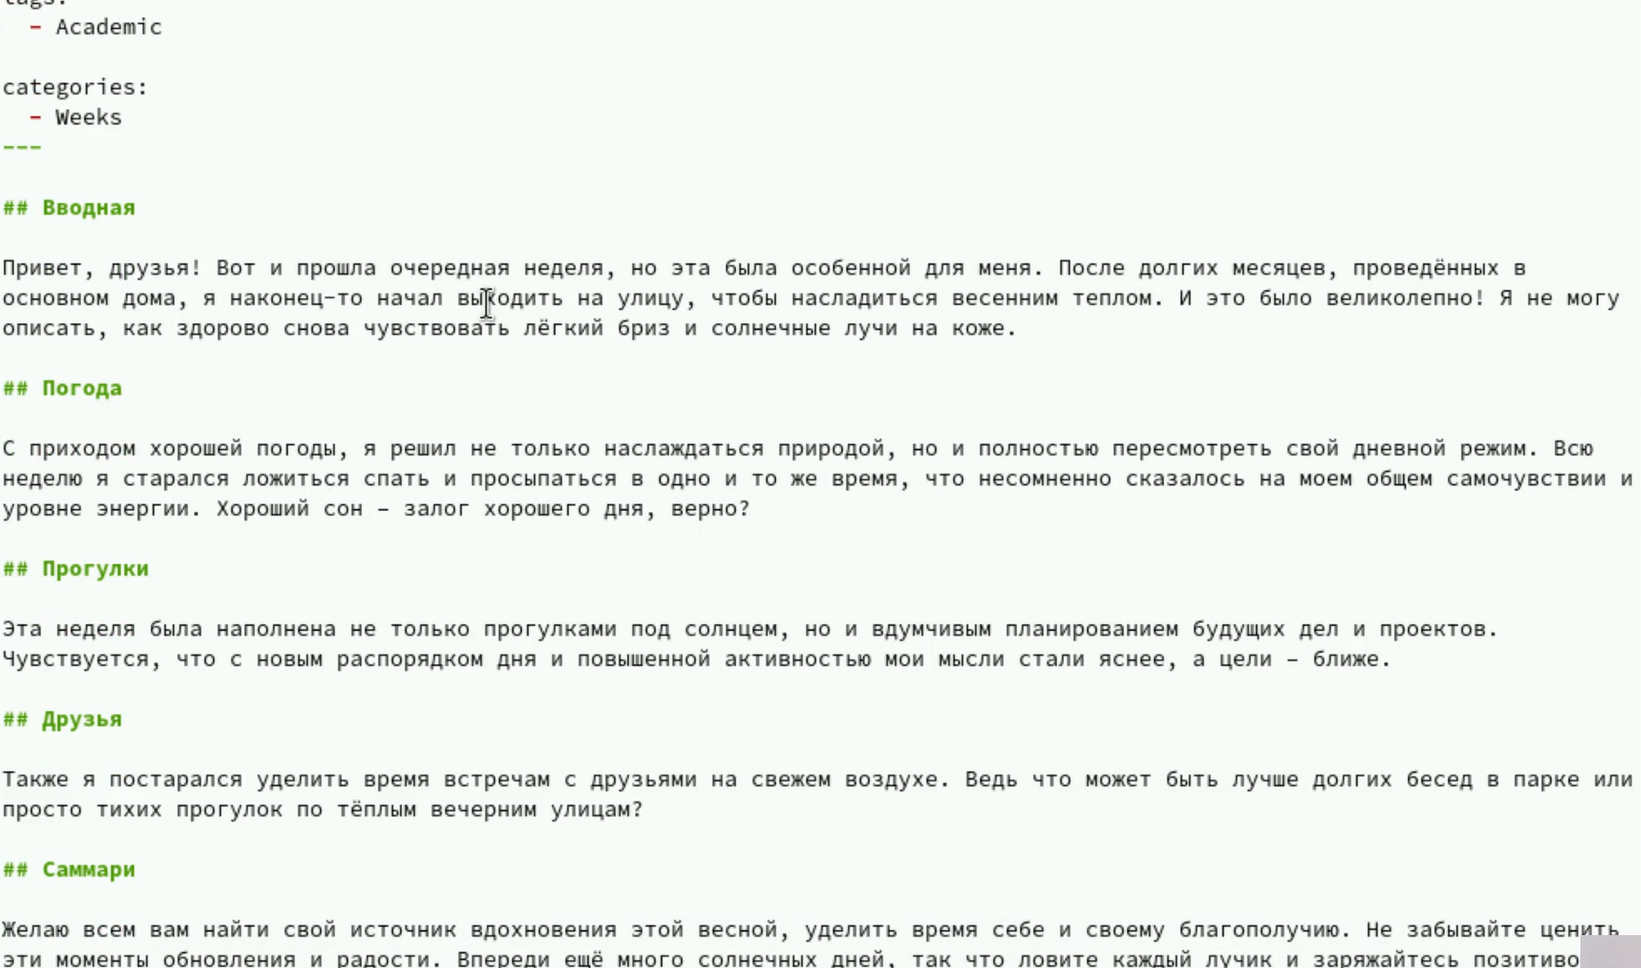 tags:
- Academic
categories:
- Weeks
---
## Вводная
Привет, друзья! Вот и прошла очередная неделя, но эта была особенной для меня. После долгих месяцев, проведённых в
основном дома, я наконец-то начал выходить на улицу, чтобы насладиться весенним теплом. И это было великолепно! Я не могу
описать, как здорово снова чувствовать лёгкий бриз и солнечные лучи на коже.
## Погода
С приходом хорошей погоды, я решил не только наслаждаться природой, но и полностью пересмотреть свой дневной режим. Всю
неделю я старался ложиться спать и просыпаться в одно и то же время, что несомненно сказалось на моем общем самочувствии и
уровне энергии. Хороший сон – залог хорошего дня, верно?
## Прогулки
Эта неделя была наполнена не только прогулками под солнцем, но и вдумчивым планированием будущих дел и проектов.
Чувствуется, что с новым распорядком дня и повышенной активностью мои мысли стали яснее, а цели – ближе.
## Друзья
Также я постарался уделить время встречам с друзьями на свежем воздухе. Ведь что может быть лучше долгих бесед в парке или
просто тихих прогулок по тёплым вечерним улицам?
## Саммари
Желаю всем вам найти свой источник вдохновения этой весной, уделить время себе и своему благополучию. Не забывайте ценить
эти моменты обновления и радости. Впереди ещё много солнечных дней, так что ловите каждый лучик и заряжайтесь